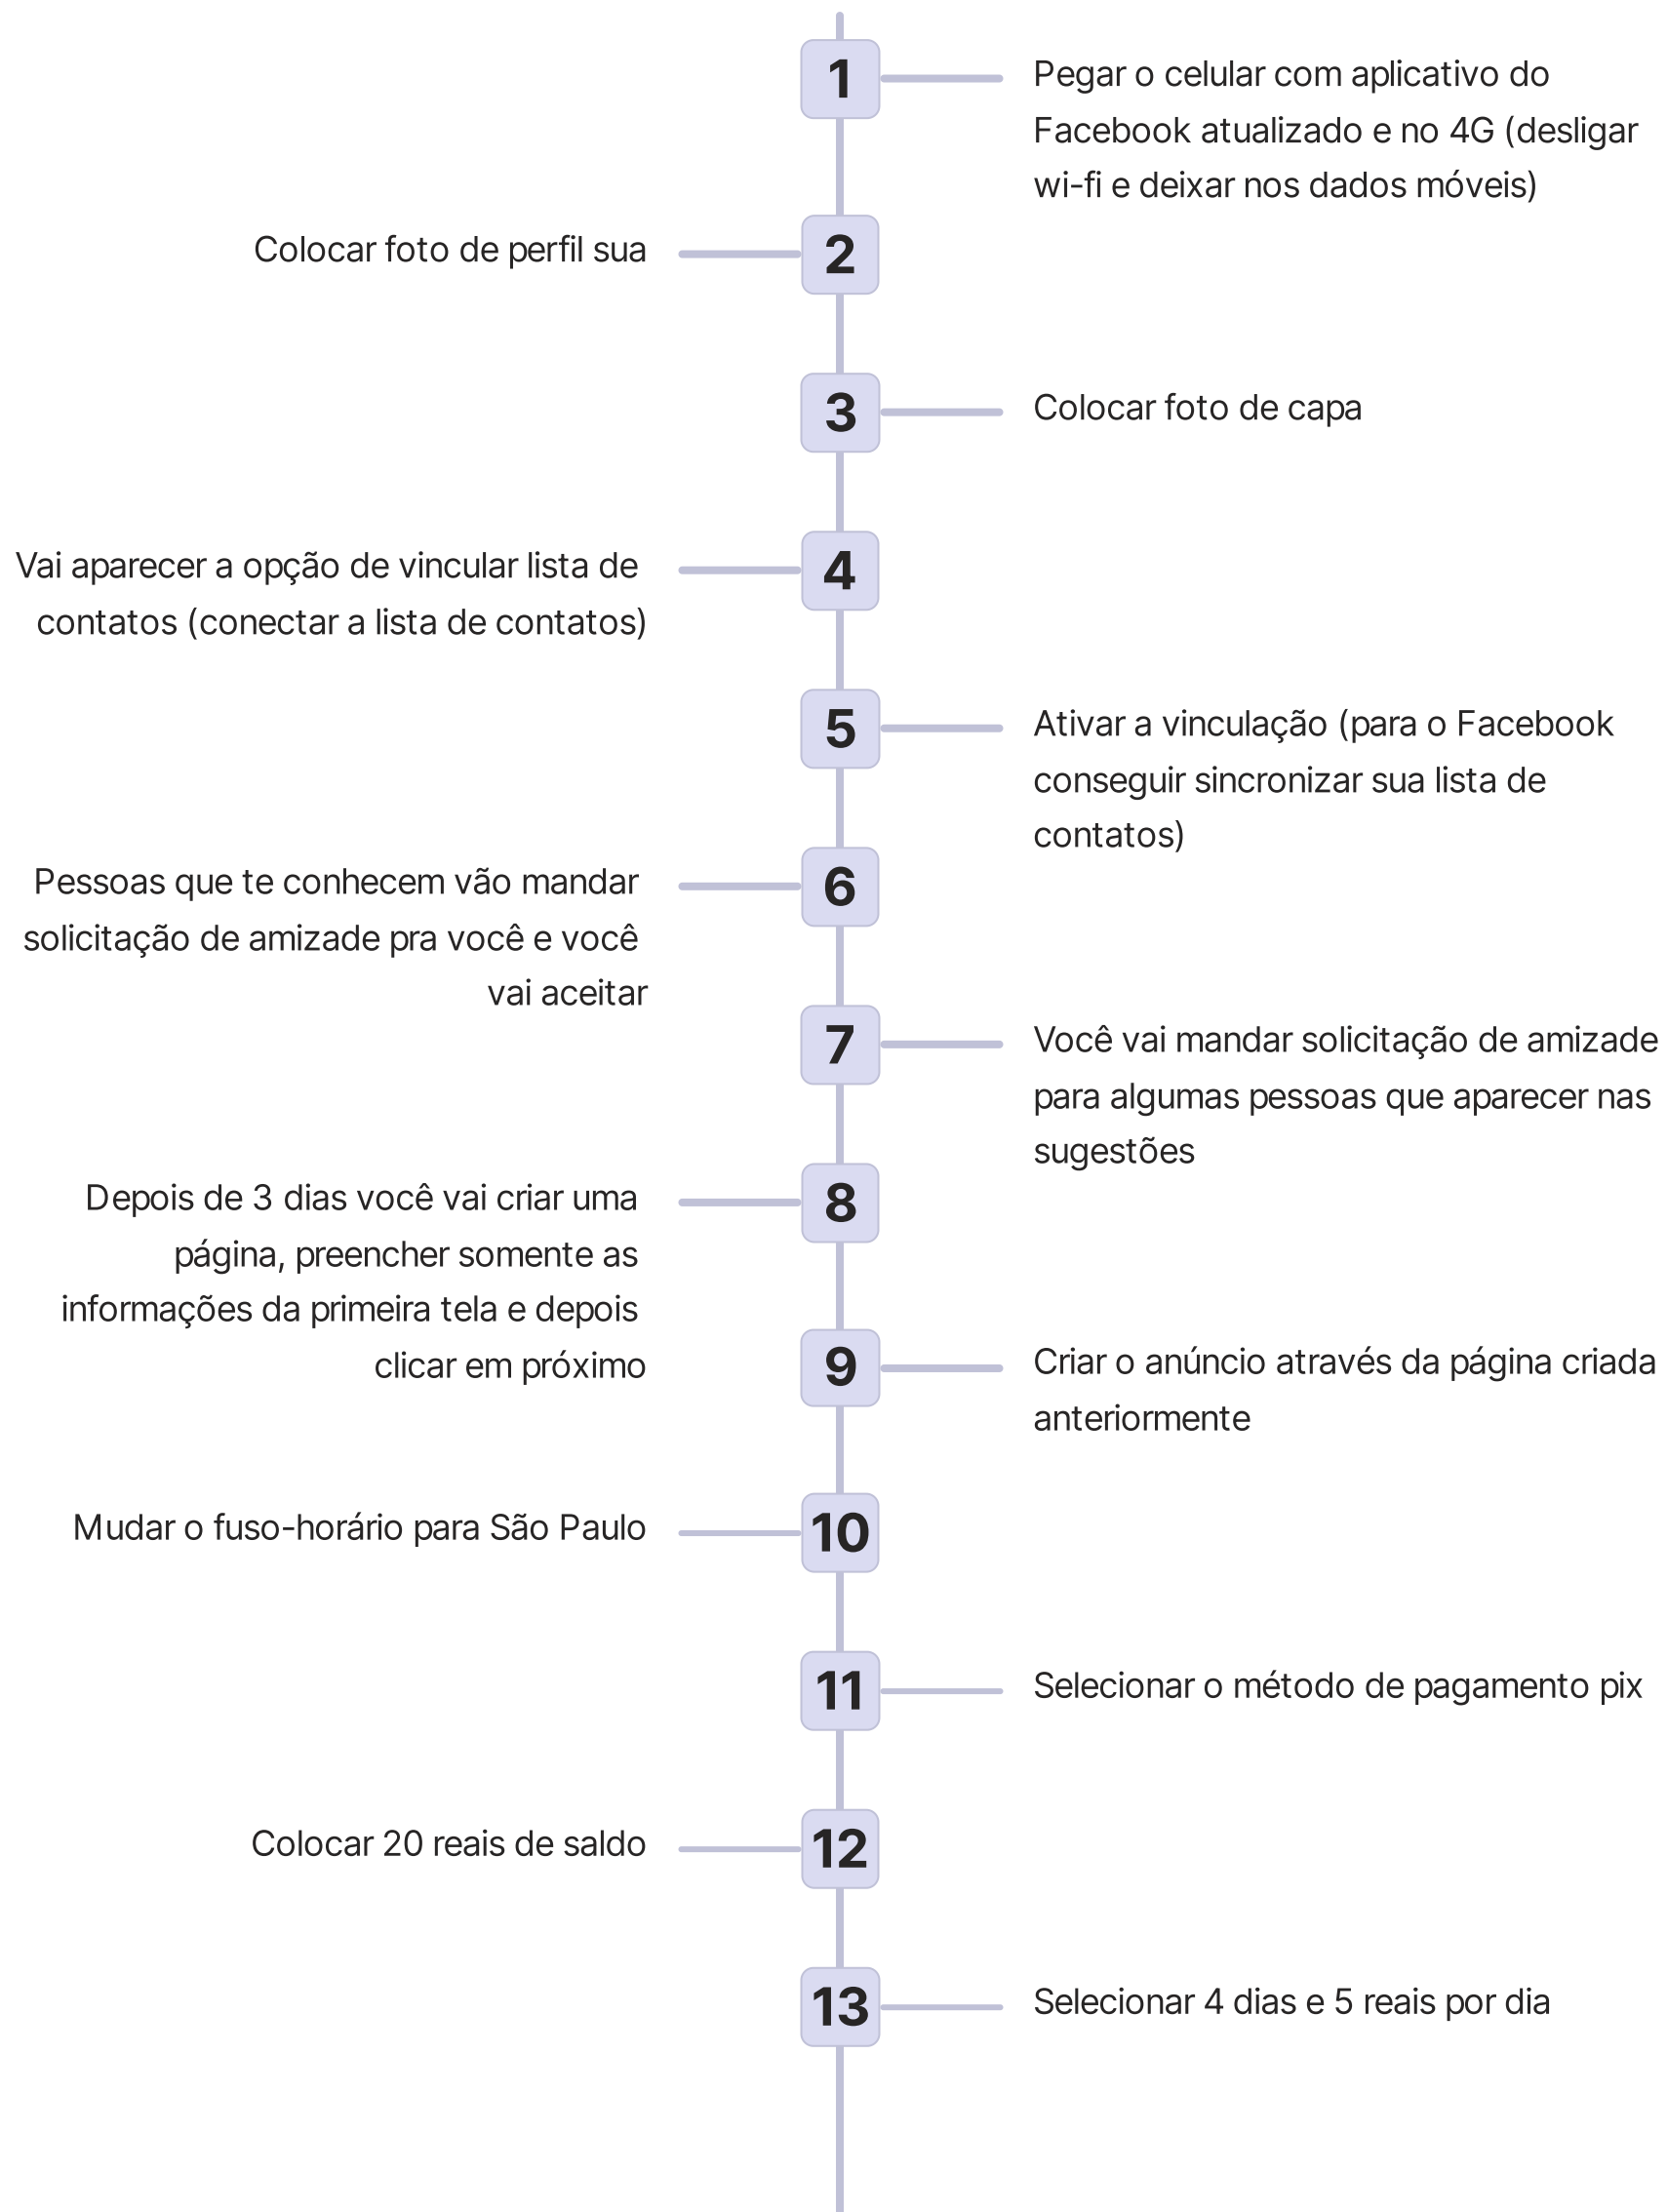 1
Pegar o celular com aplicativo do
Facebook atualizado e no 4G (desligar
wi-fi e deixar nos dados móveis)
2
Colocar foto de perfil sua
3
Colocar foto de capa
4
Vai aparecer a opção de vincular lista de
contatos (conectar a lista de contatos)
5
Ativar a vinculação (para o Facebook
conseguir sincronizar sua lista de
contatos)
6
Pessoas que te conhecem vão mandar
solicitação de amizade pra você e você
vai aceitar
7
Você vai mandar solicitação de amizade
para algumas pessoas que aparecer nas
sugestões
8
Depois de 3 dias você vai criar uma
página, preencher somente as
informações da primeira tela e depois
clicar em próximo
9
Criar o anúncio através da página criada
anteriormente
10
Mudar o fuso-horário para São Paulo
11
Selecionar o método de pagamento pix
12
Colocar 20 reais de saldo
13
Selecionar 4 dias e 5 reais por dia